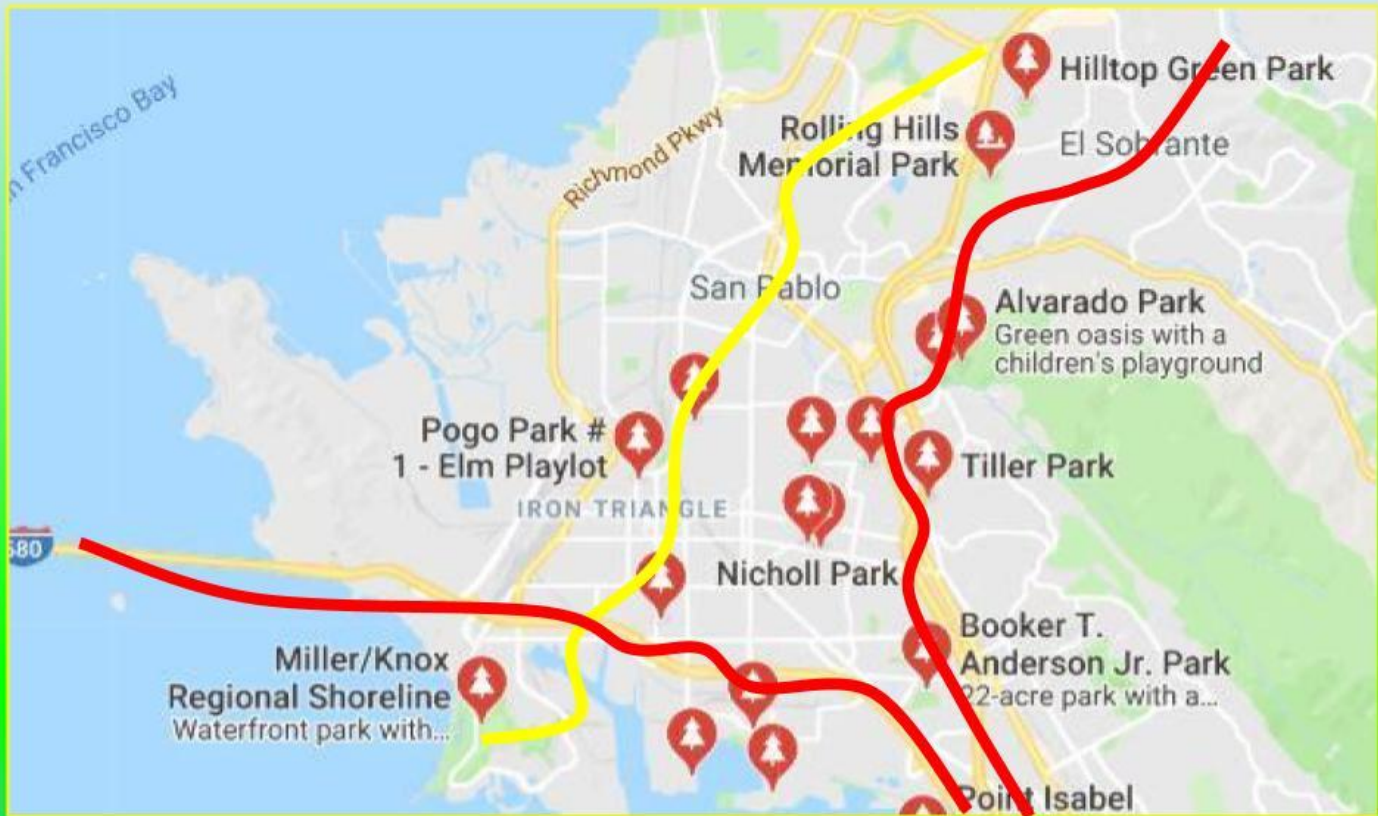 n Francisco Bay
Richmond Pkwy
Hilltop Green Park
Rolling Hills
Memorial Park
El Sobrante
San Pablo
Alvarado Park
Green oasis with a
children's playground
Pogo Park #
1 - Elm Playlot
Tiller Park
IRON TRIANGLE
580
Nicholl Park
Booker T.
Anderson Jr. Park
22-acre park with a...
Miller/Knox
Regional Shoreline
Waterfront park with...
Point Isabel